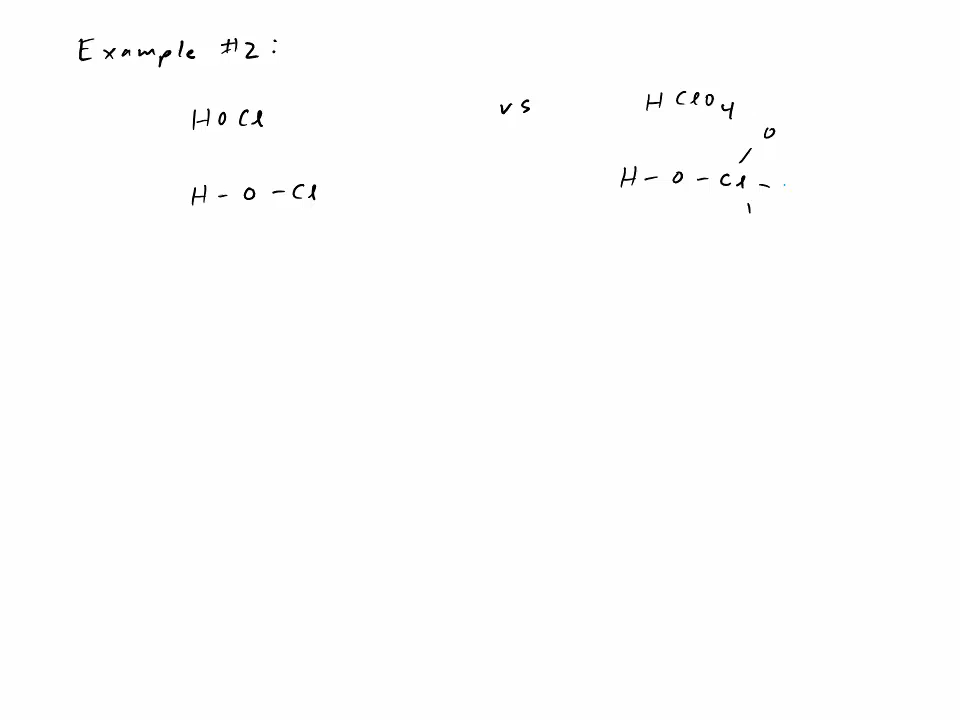 Example #2:
HOCl vs HClO4
O
H - O - Cl H - O - Cl -